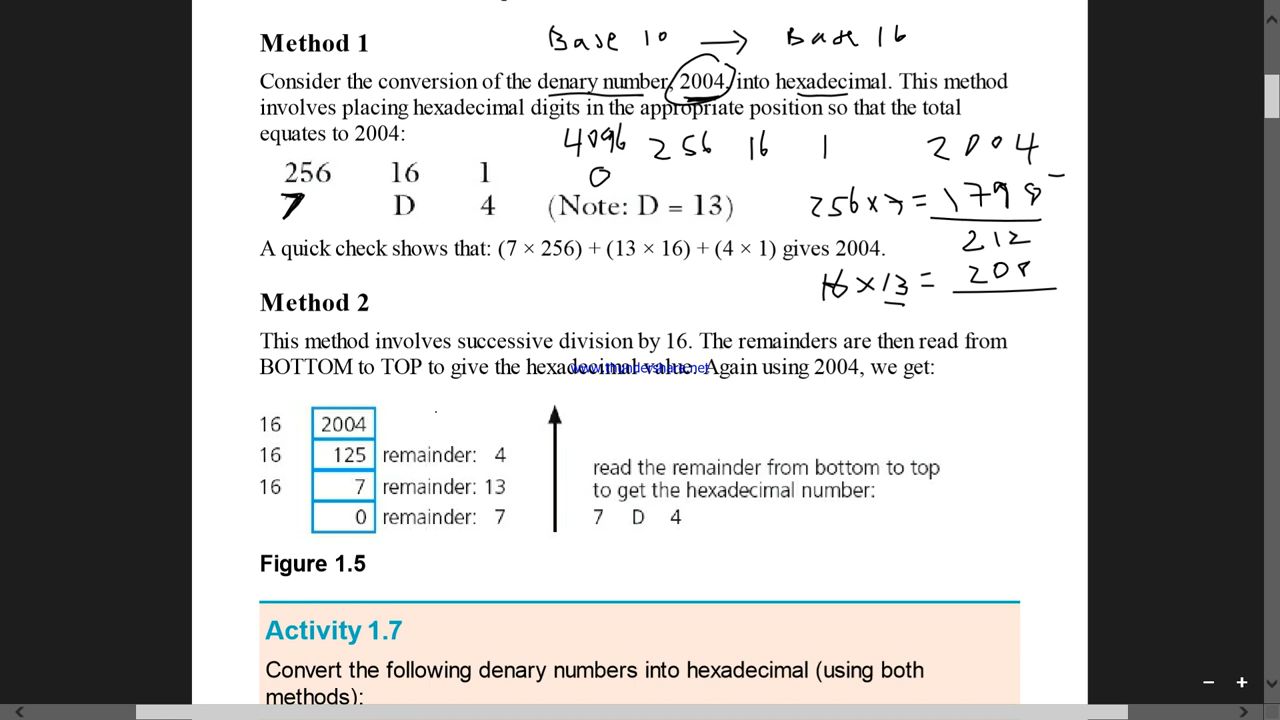 Method 1
Base 10 → Base 16
Consider the conversion of the denary number, 2004, into hexadecimal. This method
involves placing hexadecimal digits in the appropriate position so that the total
equates to 2004:
4096 256 16 1
0
2004
256 16 1
7 D 4 (Note: D = 13)
256 × 7 = 1798 -
212
A quick check shows that: (7 × 256) + (13 × 16) + (4 × 1) gives 2004.
16 × 13 = 208
Method 2
This method involves successive division by 16. The remainders are then read from
BOTTOM to TOP to give the hexadecimal value. Again using 2004, we get:
www.thundershare.net
16 2004
16 125 remainder: 4
16 7 remainder: 13
0 remainder: 7
read the remainder from bottom to top
to get the hexadecimal number:
7 D 4
Figure 1.5
Activity 1.7
Convert the following denary numbers into hexadecimal (using both
methods):